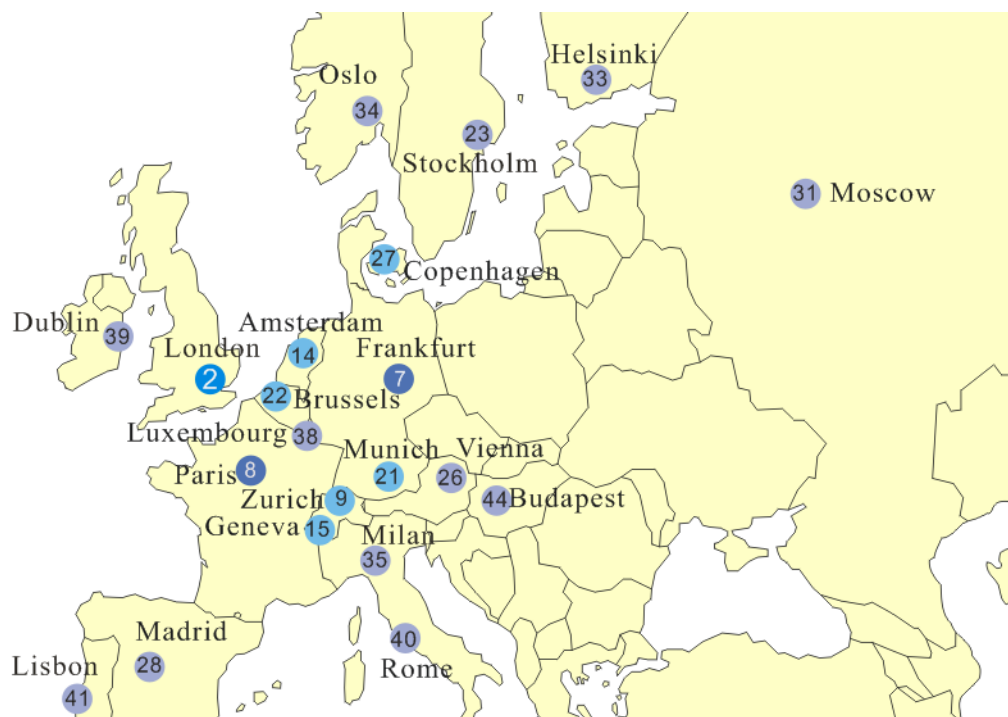 Helsinki
33
Oslo
34
23
Stockholm
31 Moscow
27
Copenhagen
Dublin 39
Amsterdam
14
London
2
Frankfurt
7
22 Brussels
Luxembourg 38
Munich
21
Vienna
26
Paris 8
Zurich 9
44 Budapest
Geneva 15
Milan
35
Madrid
28
40
Rome
Lisbon
41